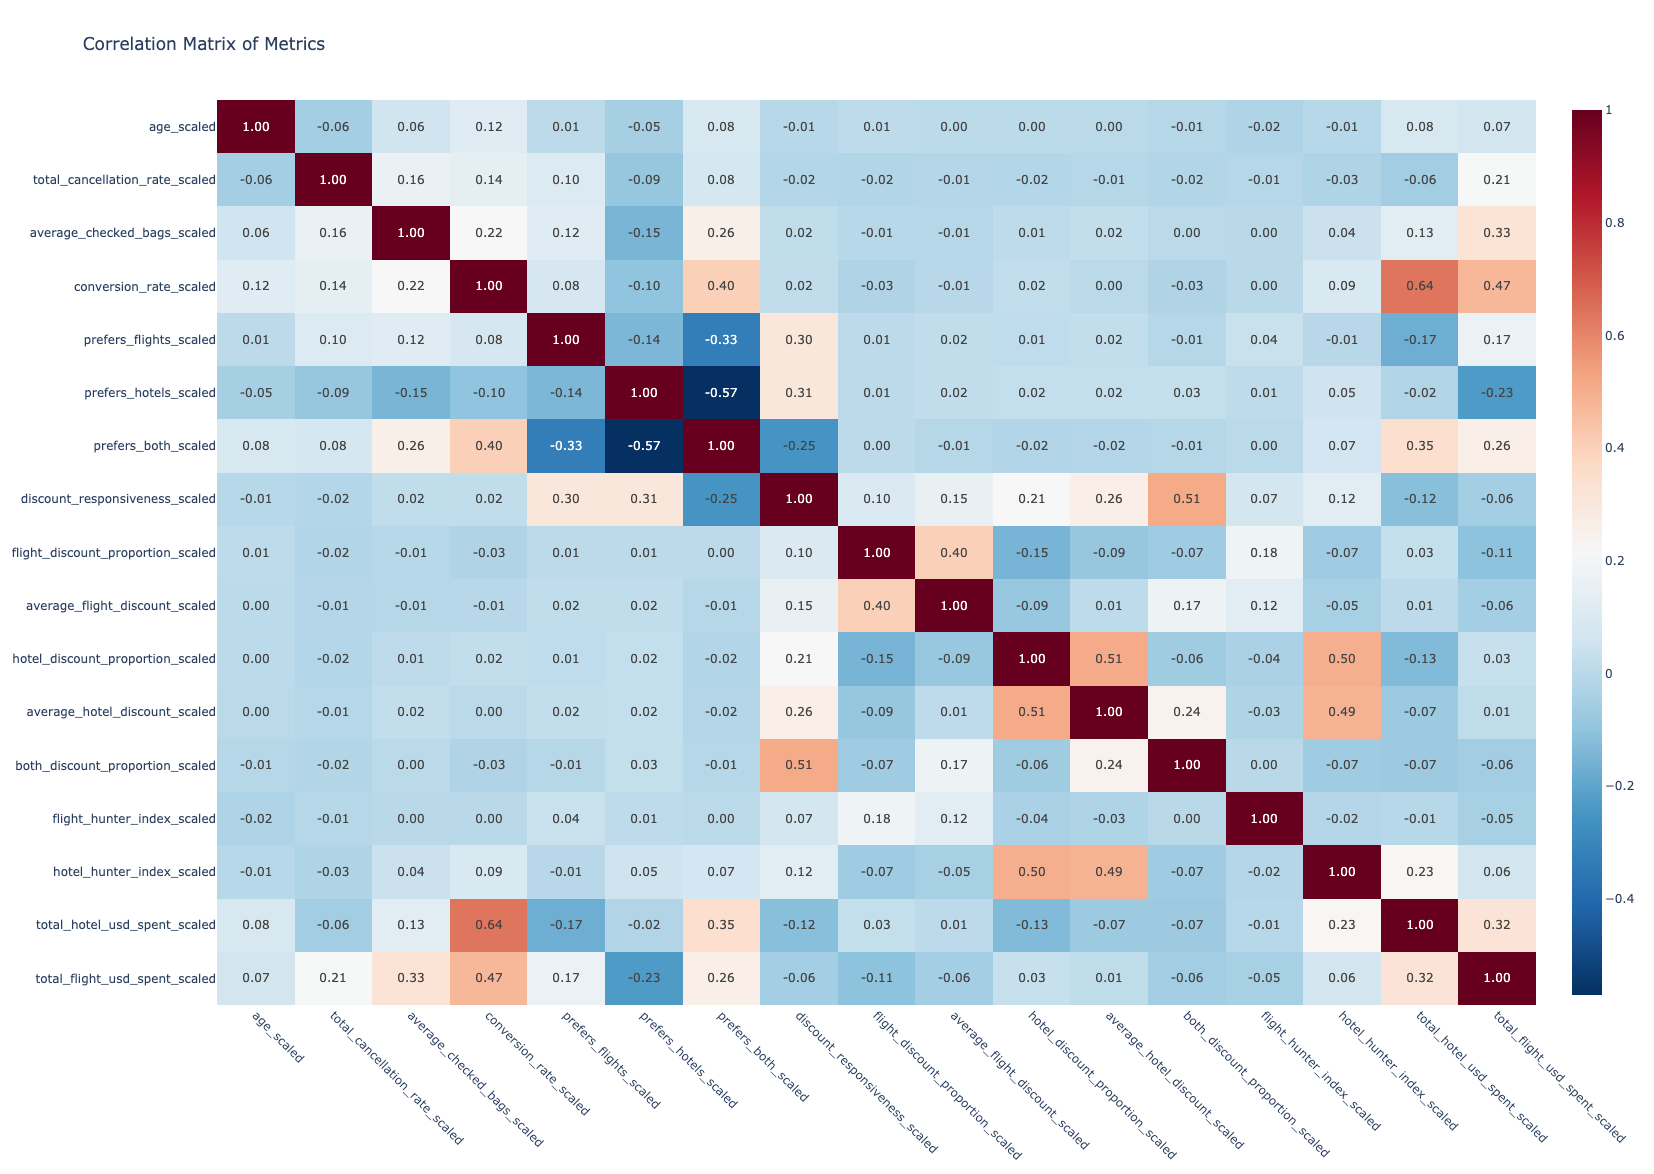 Correlation Matrix of Metrics
age_scaled 1.00 -0.06 0.06 0.12 0.01 -0.05 0.08 -0.01 0.01 0.00 0.00 0.00 -0.01 -0.02 -0.01 0.08 0.07
total_cancellation_rate_scaled -0.06 1.00 0.16 0.14 0.10 -0.09 0.08 -0.02 -0.02 -0.01 -0.02 -0.01 -0.02 -0.01 -0.03 -0.06 0.21
average_checked_bags_scaled 0.06 0.16 1.00 0.22 0.12 -0.15 0.26 0.02 -0.01 -0.01 0.01 0.02 0.00 0.00 0.04 0.13 0.33
conversion_rate_scaled 0.12 0.14 0.22 1.00 0.08 -0.10 0.40 0.02 -0.03 -0.01 0.02 0.00 -0.03 0.00 0.09 0.64 0.47
prefers_flights_scaled 0.01 0.10 0.12 0.08 1.00 -0.14 -0.33 0.30 0.01 0.02 0.01 0.02 -0.01 0.04 -0.01 -0.17 0.17
prefers_hotels_scaled -0.05 -0.09 -0.15 -0.10 -0.14 1.00 -0.57 0.31 0.01 0.02 0.02 0.02 0.03 0.01 0.05 -0.02 -0.23
prefers_both_scaled 0.08 0.08 0.26 0.40 -0.33 -0.57 1.00 -0.25 0.00 -0.01 -0.02 -0.02 -0.01 0.00 0.07 0.35 0.26
discount_responsiveness_scaled -0.01 -0.02 0.02 0.02 0.30 0.31 -0.25 1.00 0.10 0.15 0.21 0.26 0.51 0.07 0.12 -0.12 -0.06
flight_discount_proportion_scaled 0.01 -0.02 -0.01 -0.03 0.01 0.01 0.00 0.10 1.00 0.40 -0.15 -0.09 -0.07 0.18 -0.07 0.03 -0.11
average_flight_discount_scaled 0.00 -0.01 -0.01 -0.01 0.02 0.02 -0.01 0.15 0.40 1.00 -0.09 0.01 0.17 0.12 -0.05 0.01 -0.06
hotel_discount_proportion_scaled 0.00 -0.02 0.01 0.02 0.01 0.02 -0.02 0.21 -0.15 -0.09 1.00 0.51 -0.06 -0.04 0.50 -0.13 0.03
average_hotel_discount_scaled 0.00 -0.01 0.02 0.00 0.02 0.02 -0.02 0.26 -0.09 0.01 0.51 1.00 0.24 -0.03 0.49 -0.07 0.01
both_discount_proportion_scaled -0.01 -0.02 0.00 -0.03 -0.01 0.03 -0.01 0.51 -0.07 0.17 -0.06 0.24 1.00 0.00 -0.07 -0.07 -0.06
flight_hunter_index_scaled -0.02 -0.01 0.00 0.00 0.04 0.01 0.00 0.07 0.18 0.12 -0.04 -0.03 0.00 1.00 -0.02 -0.01 -0.05
hotel_hunter_index_scaled -0.01 -0.03 0.04 0.09 -0.01 0.05 0.07 0.12 -0.07 -0.05 0.50 0.49 -0.07 -0.02 1.00 0.23 0.06
total_hotel_usd_spent_scaled 0.08 -0.06 0.13 0.64 -0.17 -0.02 0.35 -0.12 0.03 0.01 -0.13 -0.07 -0.07 -0.01 0.23 1.00 0.32
total_flight_usd_spent_scaled 0.07 0.21 0.33 0.47 0.17 -0.23 0.26 -0.06 -0.11 -0.06 0.03 0.01 -0.06 -0.05 0.06 0.32 1.00
age_scaled
total_cancellation_rate_scaled
average_checked_bags_scaled
conversion_rate_scaled
prefers_flights_scaled
prefers_hotels_scaled
prefers_both_scaled
discount_responsiveness_scaled
flight_discount_proportion_scaled
average_flight_discount_scaled
hotel_discount_proportion_scaled
average_hotel_discount_scaled
both_discount_proportion_scaled
flight_hunter_index_scaled
hotel_hunter_index_scaled
total_hotel_usd_spent_scaled
total_flight_usd_spent_scaled
1
0.8
0.6
0.4
0.2
0
−0.2
−0.4